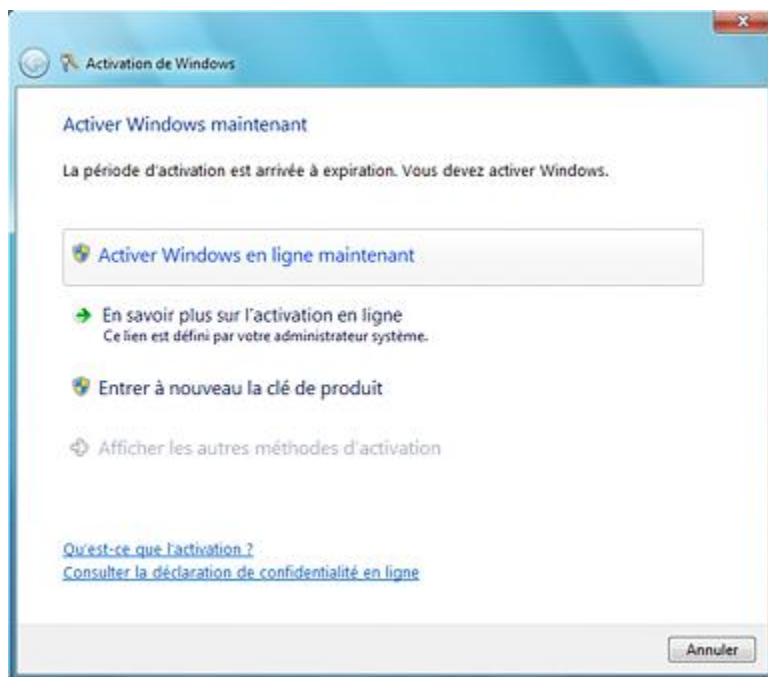 Activation de Windows
Activer Windows maintenant
La période d'activation est arrivée à expiration. Vous devez activer Windows.
Activer Windows en ligne maintenant
En savoir plus sur l'activation en ligne
Ce lien est défini par votre administrateur système.
Entrer à nouveau la clé de produit
Afficher les autres méthodes d'activation
Qu'est-ce que l'activation ?
Consulter la déclaration de confidentialité en ligne
Annuler